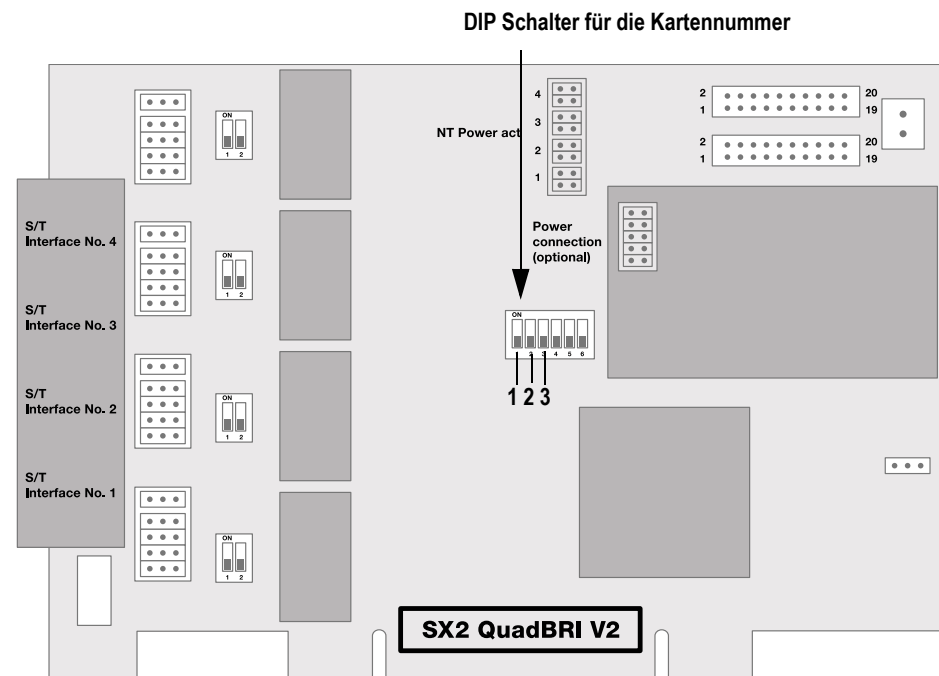 DIP Schalter für die Kartennummer
ON
1 2
4
3
NT Power act
2
1
2 20
1 19
2 20
1 19
S/T
Interface No. 4
ON
1 2
Power
connection
(optional)
S/T
Interface No. 3
ON
2 3 4 5 6
1 2 3
S/T
Interface No. 2
ON
1 2
S/T
Interface No. 1
ON
1 2
SX2 QuadBRI V2